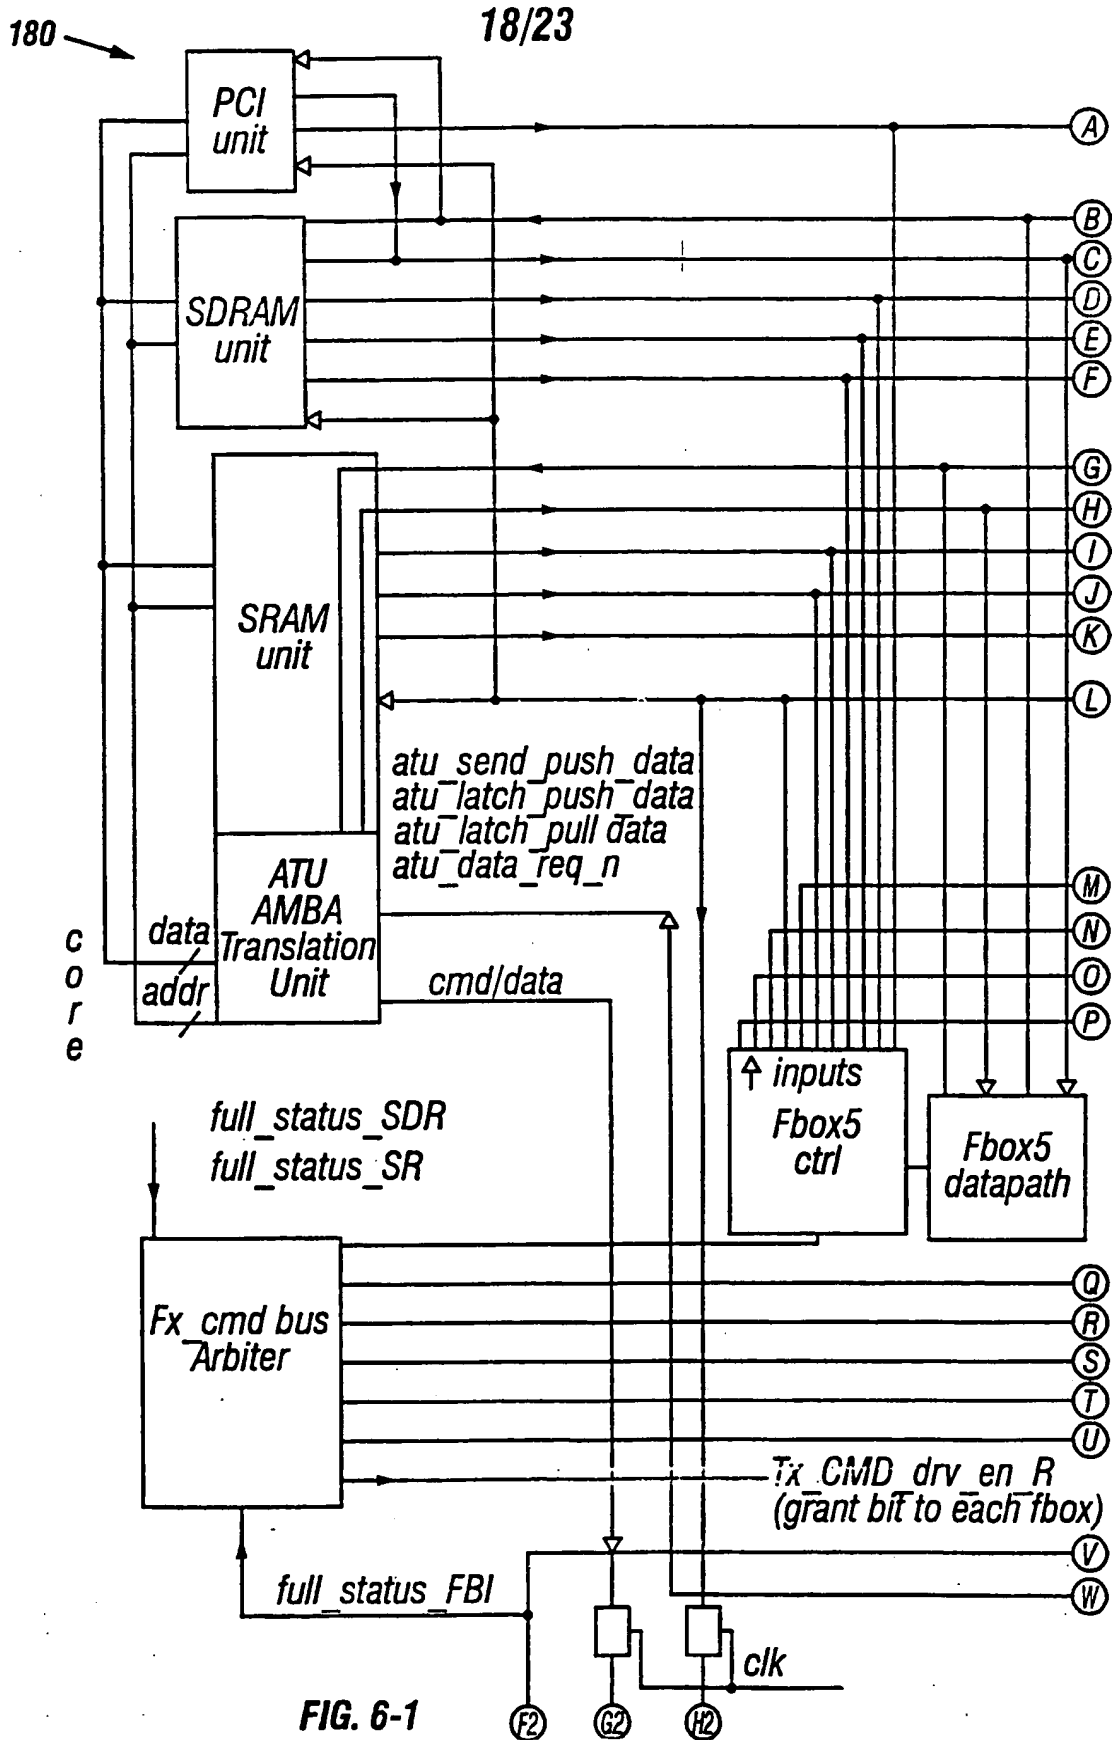 18/23
180
PCI
unit
A
B
C
SDRAM
unit
D
E
F
G
H
I
J
SRAM
unit
K
L
atu_send_push_data
atu_latch_push_data
atu_latch_pull data
atu_data_req_n
ATU
AMBA
Translation
Unit
core
data
addr
cmd/data
M
N
O
P
inputs
Fbox5
ctrl
Fbox5
datapath
full_status_SDR
full_status_SR
Fx_cmd bus
Arbiter
Q
R
S
T
U
Tx_CMD_drv_en_R
(grant bit to each fbox)
V
W
full_status_FBI
clk
F2
G2
H2
FIG. 6-1